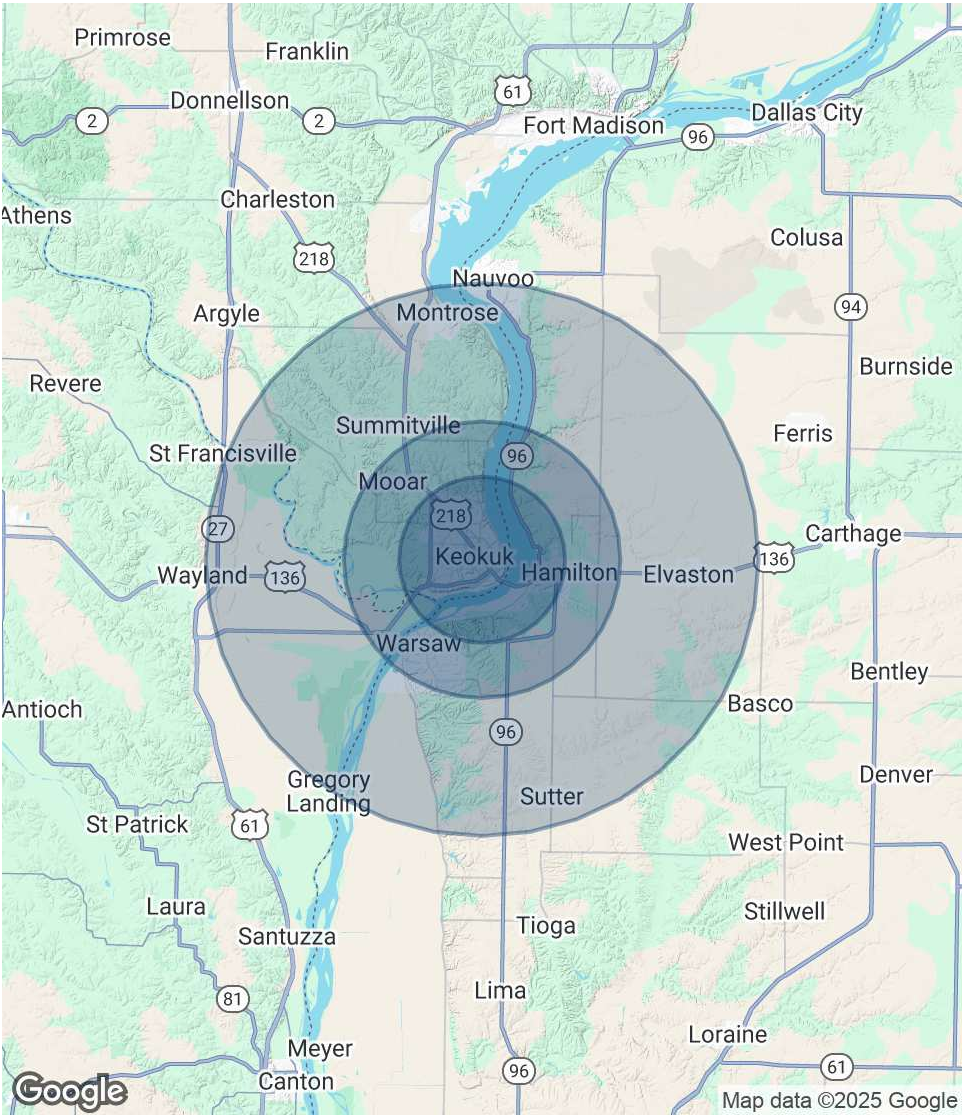 Primrose
Franklin
61
Donnellson
2
2
Dallas City
Fort Madison
96
Charleston
Athens
Colusa
218
Nauvoo
94
Argyle
Montrose
Burnside
Revere
Summitville
Ferris
St Francisville
96
Mooar
218
27
Carthage
Keokuk
136
Wayland
136
Hamilton
Elvaston
Warsaw
Bentley
Antioch
Basco
96
Denver
Gregory
Landing
Sutter
St Patrick
61
West Point
Laura
Stillwell
Tioga
Santuzza
Lima
81
Loraine
Meyer
96
61
Canton
Google
Map data ©2025 Google